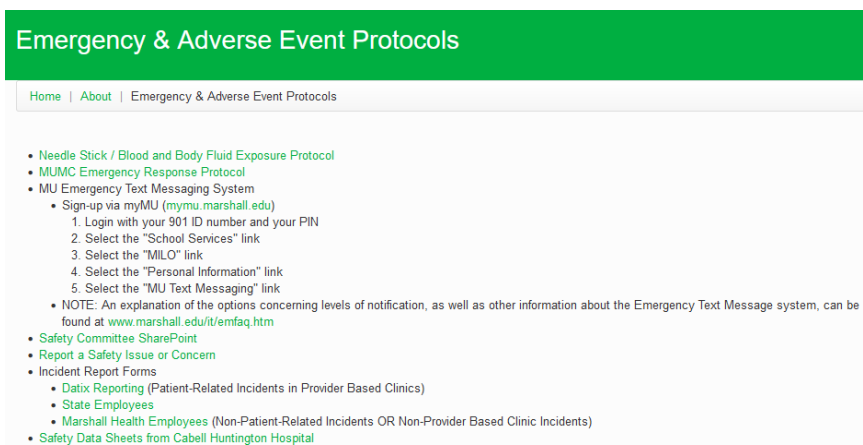 Emergency & Adverse Event Protocols
Home | About | Emergency & Adverse Event Protocols
• Needle Stick / Blood and Body Fluid Exposure Protocol
• MUMC Emergency Response Protocol
• MU Emergency Text Messaging System
• Sign-up via myMU (mymu.marshall.edu)
1. Login with your 901 ID number and your PIN
2. Select the "School Services" link
3. Select the "MILO" link
4. Select the "Personal Information" link
5. Select the "MU Text Messaging" link
• NOTE: An explanation of the options concerning levels of notification, as well as other information about the Emergency Text Message system, can be
found at www.marshall.edu/it/emfaq.htm
• Safety Committee SharePoint
• Report a Safety Issue or Concern
• Incident Report Forms
• Datix Reporting (Patient-Related Incidents in Provider Based Clinics)
• State Employees
• Marshall Health Employees (Non-Patient-Related Incidents OR Non-Provider Based Clinic Incidents)
• Safety Data Sheets from Cabell Huntington Hospital